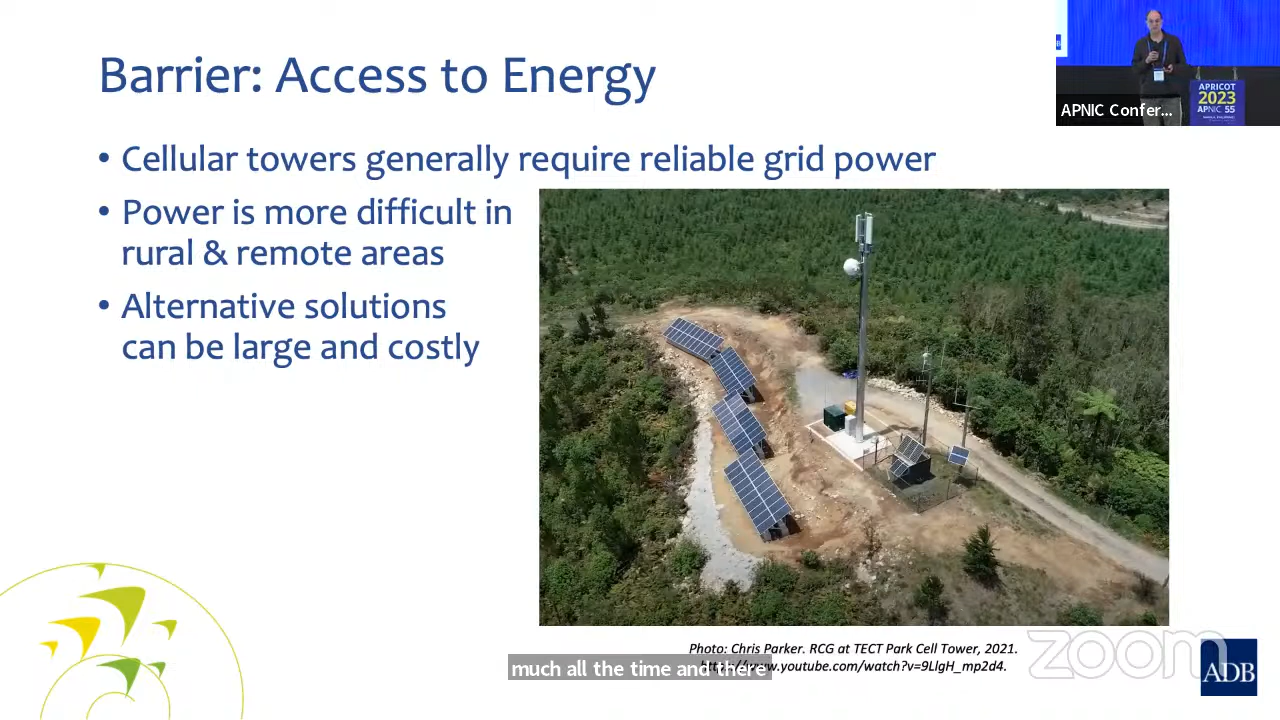 Barrier: Access to Energy
APRICOT
2023
APNIC 55
APNIC Confer...
• Cellular towers generally require reliable grid power
• Power is more difficult in
rural & remote areas
• Alternative solutions
can be large and costly
Photo: Chris Parker. RCG at TECT Park Cell Tower, 2021.
much all the time and there
zoom
ADB